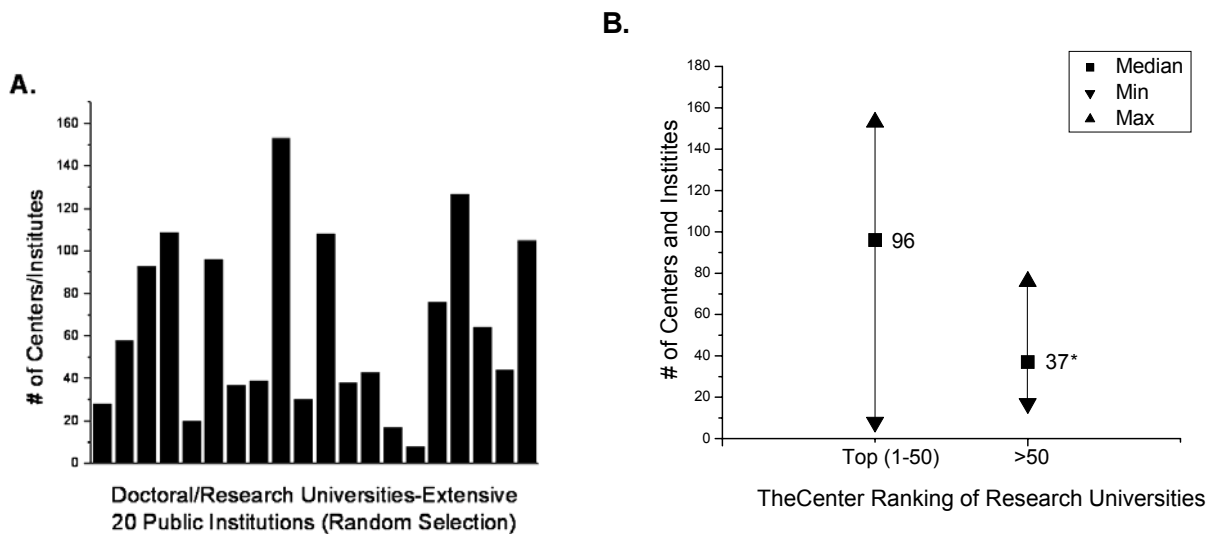 A.
# of Centers/Institutes
160
140
120
100
80
60
40
20
0
Doctoral/Research Universities-Extensive
20 Public Institutions (Random Selection)
B.
# of Centers and Institites
180
160
140
120
100
80
60
40
20
0
Median
Min
Max
96
37*
Top (1-50)
>50
TheCenter Ranking of Research Universities